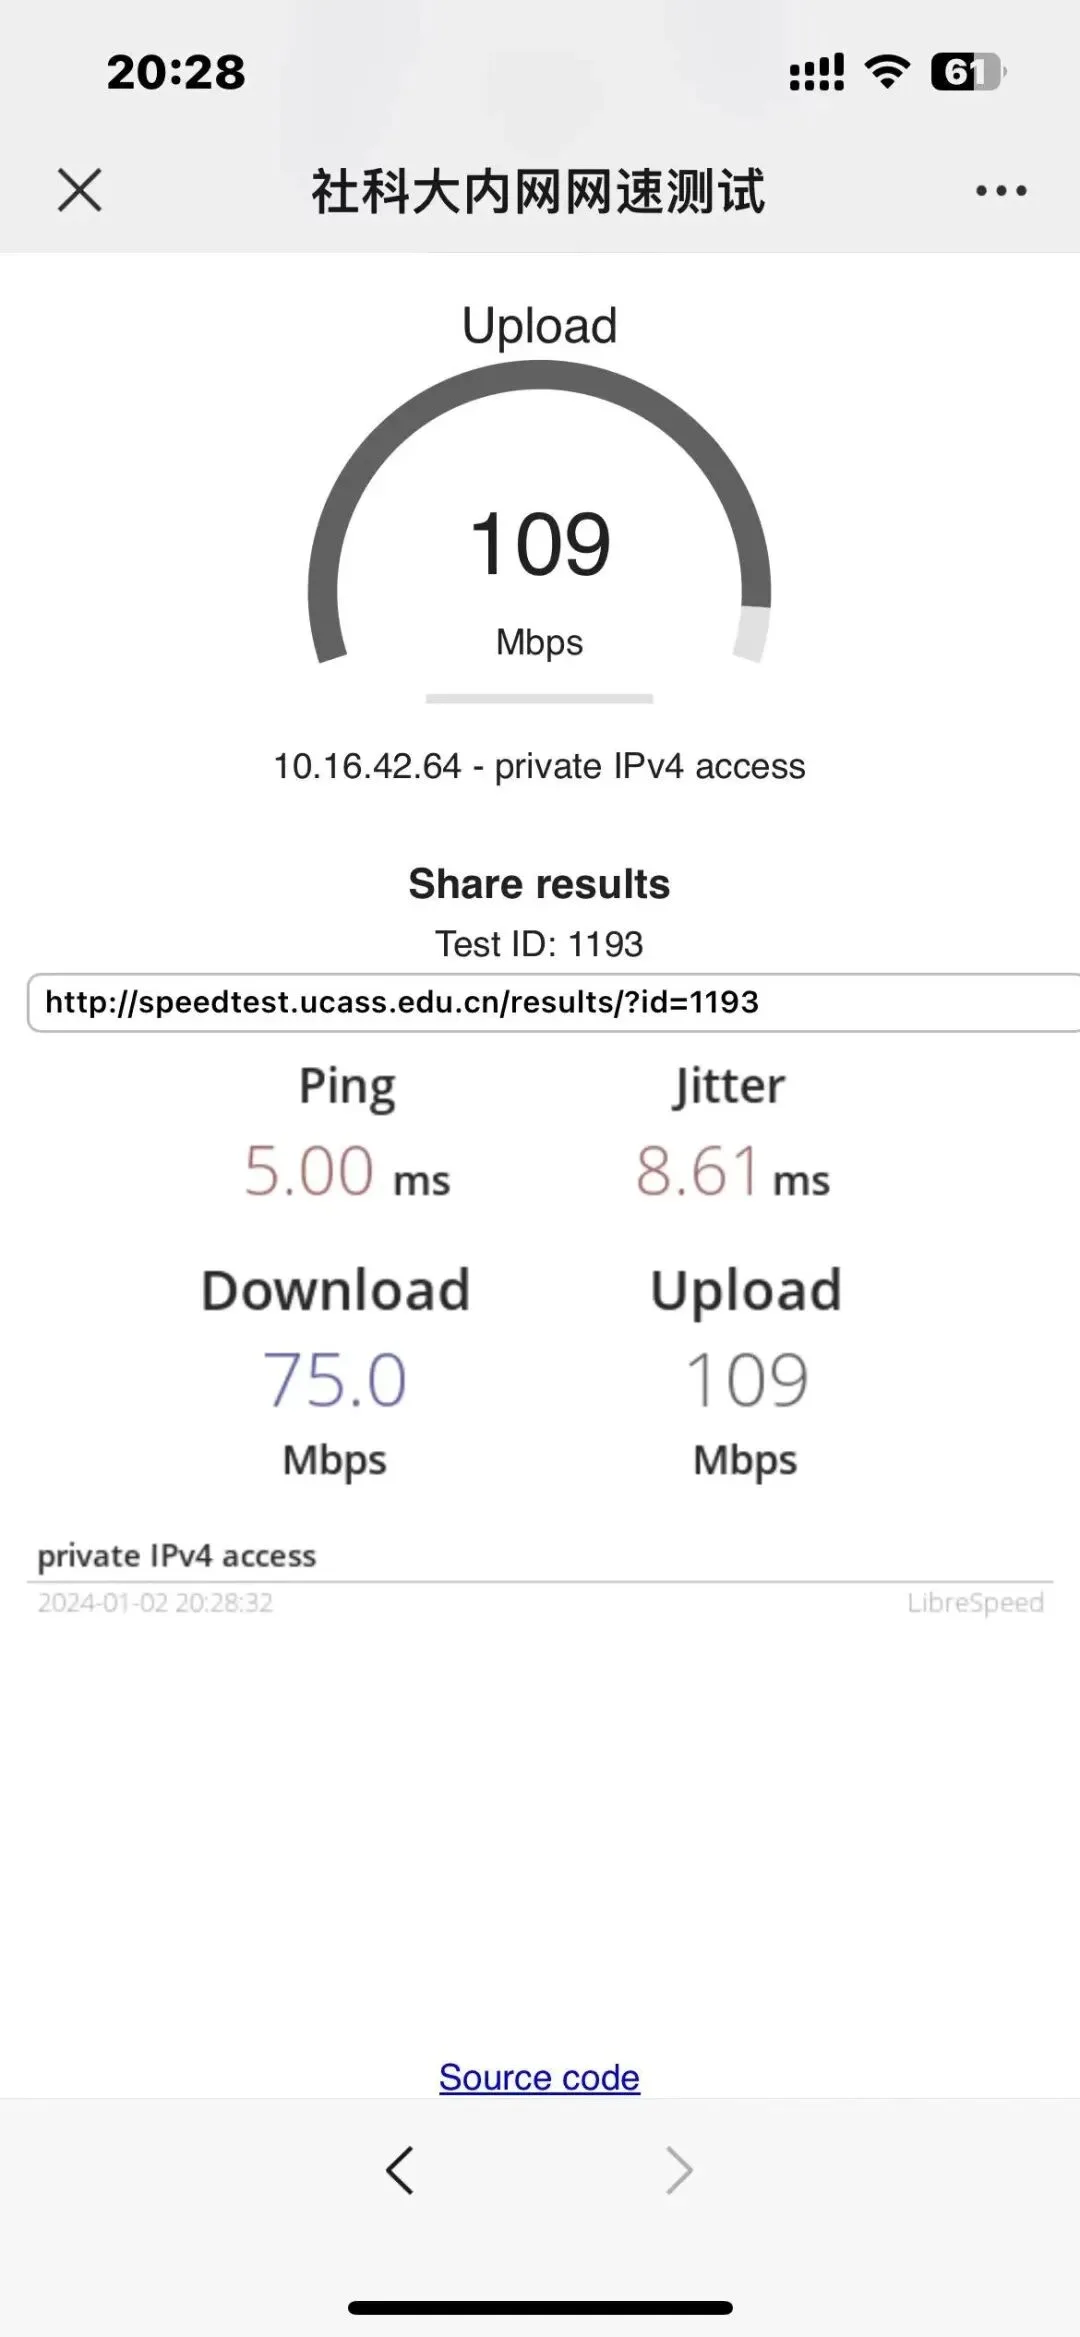 20:28
61
社科大内网网速测试
Upload
109
Mbps
10.16.42.64 - private IPv4 access
Share results
Test ID: 1193
http://speedtest.ucass.edu.cn/results/?id=1193
Ping Jitter
5.00 ms 8.61 ms
Download Upload
75.0 109
Mbps Mbps
private IPv4 access
2024-01-02 20:28:32 LibreSpeed
Source code